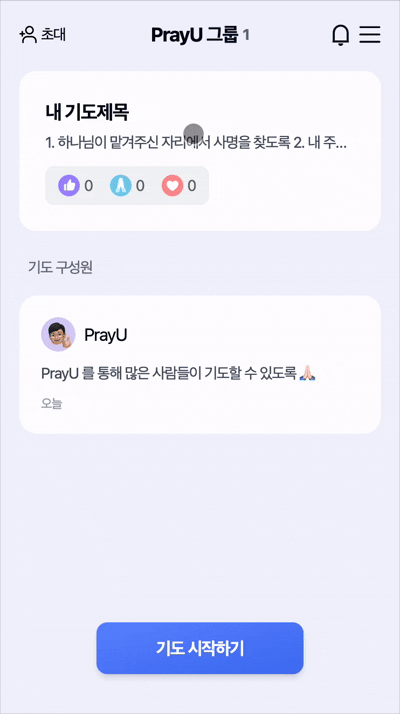 초대
PrayU 그룹 1
내 기도제목
1. 하나님이 맡겨주신 자리에서 사명을 찾도록 2. 내 주...
0 0 0
기도 구성원
PrayU
PrayU 를 통해 많은 사람들이 기도할 수 있도록 🙏🏻
오늘
기도 시작하기